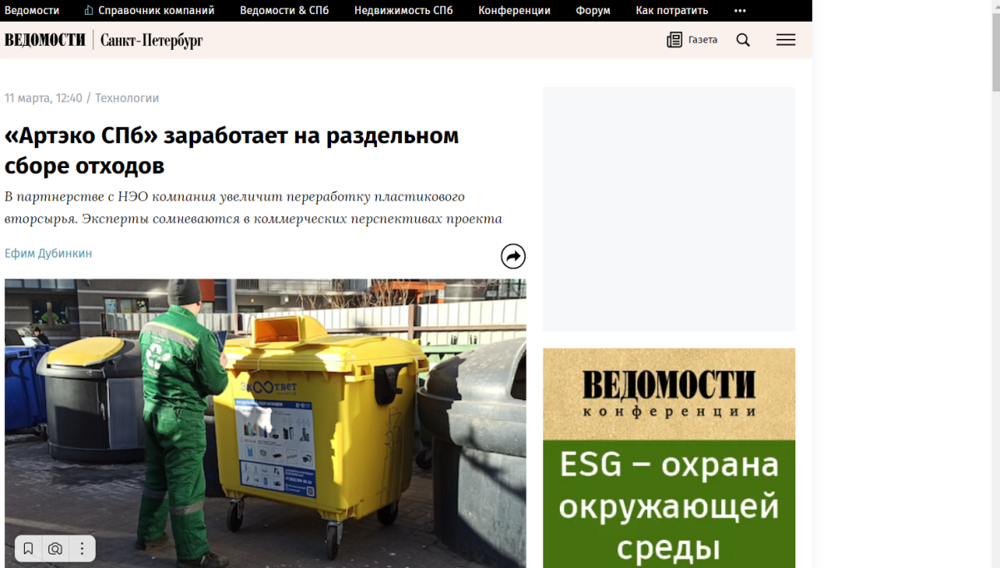 Ведомости Справочник компаний Ведомости & СПб Недвижимость СПб Конференции Форум Как потратить
ВЕДОМОСТИ Санкт-Петербург Газета
11 марта, 12:40 / Технологии
«Артэко СПб» заработает на раздельном
сборе отходов
В партнерстве с НЭО компания увеличит переработку пластикового
вторсырья. Эксперты сомневаются в коммерческих перспективах проекта
Ефим Дубинкин
ЭкОтвет
ВЕДОМОСТИ
конференции
ESG – охрана
окружающей
среды